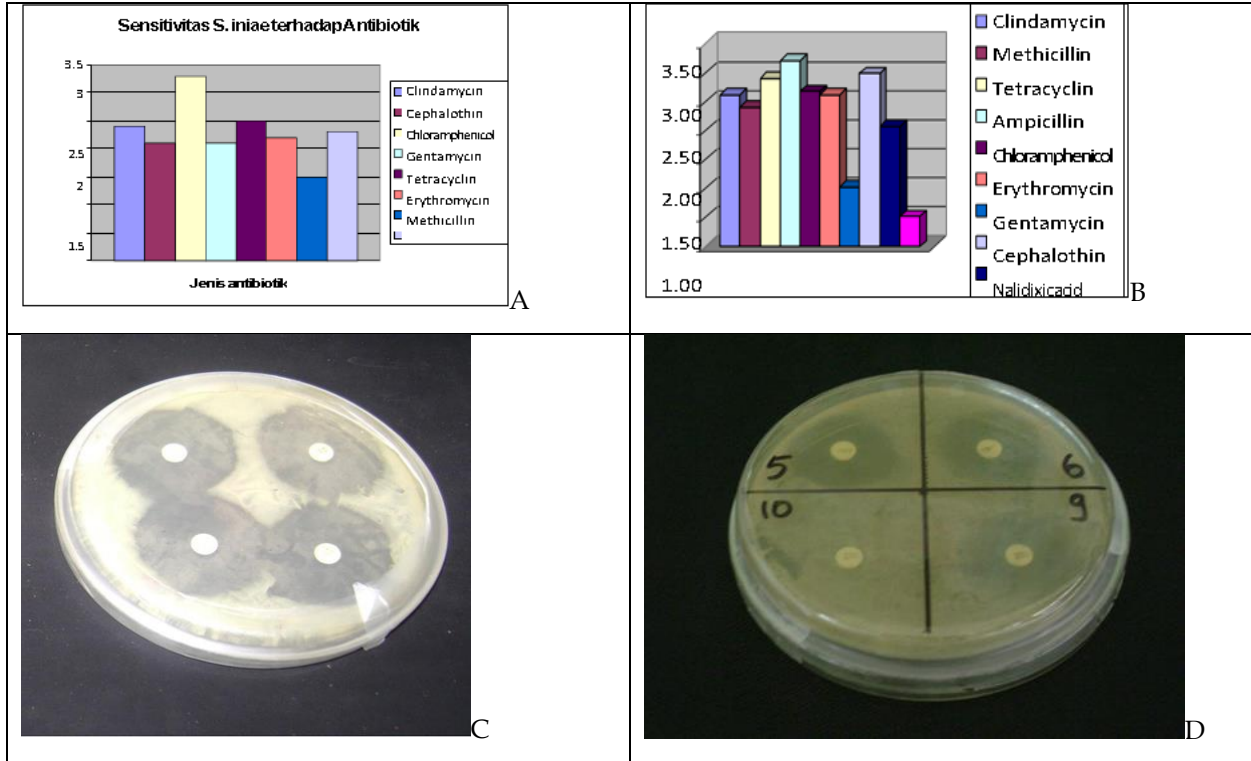 Sensitivitas S. iniae terhadap Antibiotik
3.5
3
2.5
2
1.5
Jenis antibiotik
Clindamycin
Cephalothin
Chloramphenicol
Gentamycin
Tetracyclin
Erythromycin
Methicillin
A
3.50
3.00
2.50
2.00
1.50
1.00
Clindamycin
Methicillin
Tetracyclin
Ampicillin
Chloramphenicol
Erythromycin
Gentamycin
Cephalothin
Nalidixicacid
B
C
5
6
10
9
D